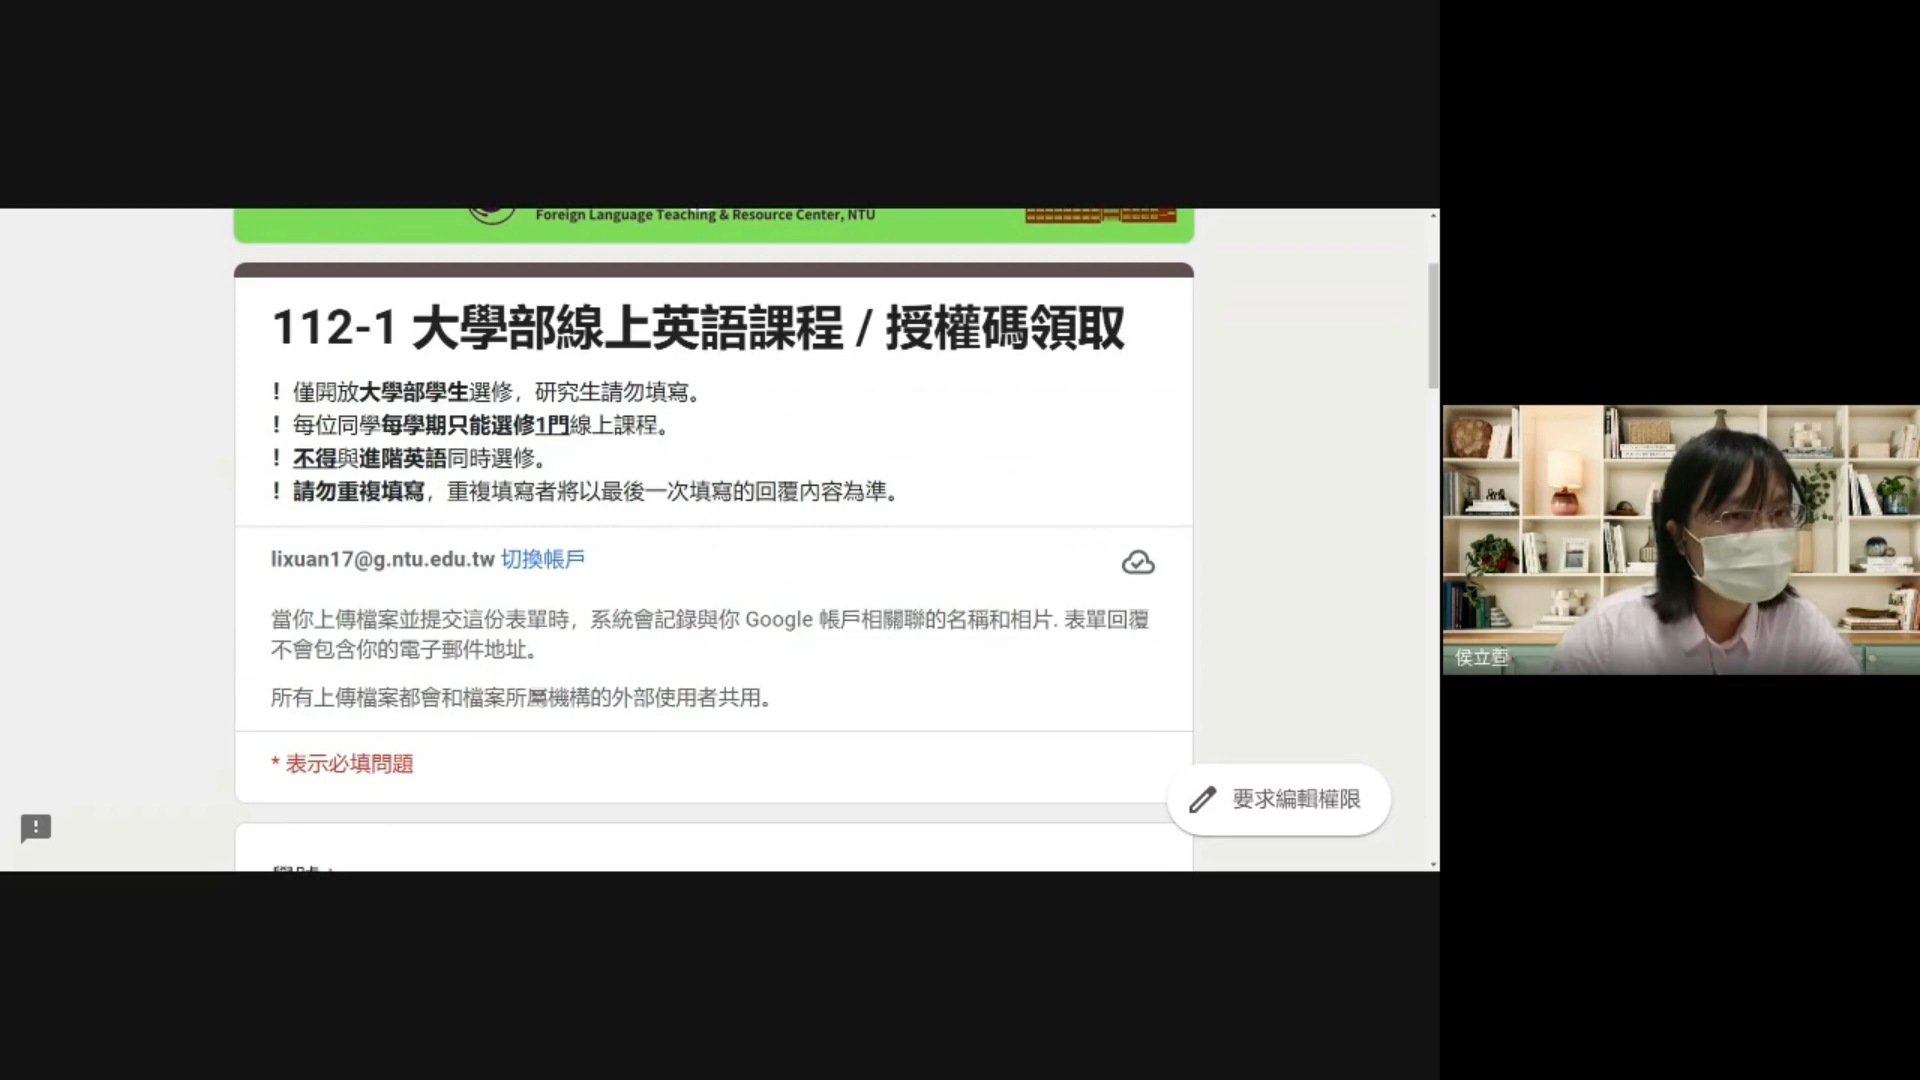 Foreign Language Teaching & Resource Center, NTU
112-1 大學部線上英語課程 / 授權碼領取
! 僅開放大學部學生選修，研究生請勿填寫。
! 每位同學每學期只能選修1門線上課程。
! 不得與進階英語同時選修。
! 請勿重複填寫，重複填寫者將以最後一次填寫的回覆內容為準。
lixuan17@g.ntu.edu.tw 切換帳戶
當你上傳檔案並提交這份表單時，系統會記錄與你 Google 帳戶相關聯的名稱和相片. 表單回覆
不會包含你的電子郵件地址。
所有上傳檔案都會和檔案所屬機構的外部使用者共用。
* 表示必填問題
要求編輯權限
侯立萱